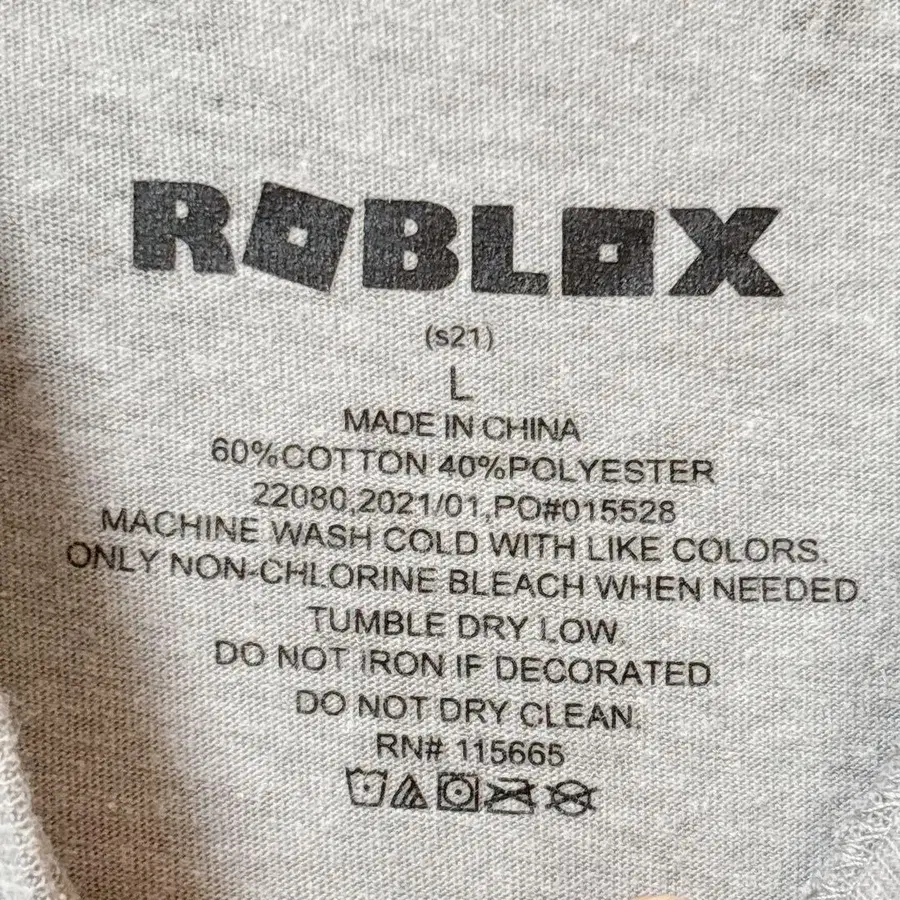 ROBLOX
(s21)
L
MADE IN CHINA
60%COTTON 40%POLYESTER
22080,2021/01,PO#015528
MACHINE WASH COLD WITH LIKE COLORS.
ONLY NON-CHLORINE BLEACH WHEN NEEDED.
TUMBLE DRY LOW.
DO NOT IRON IF DECORATED.
DO NOT DRY CLEAN.
RN# 115665